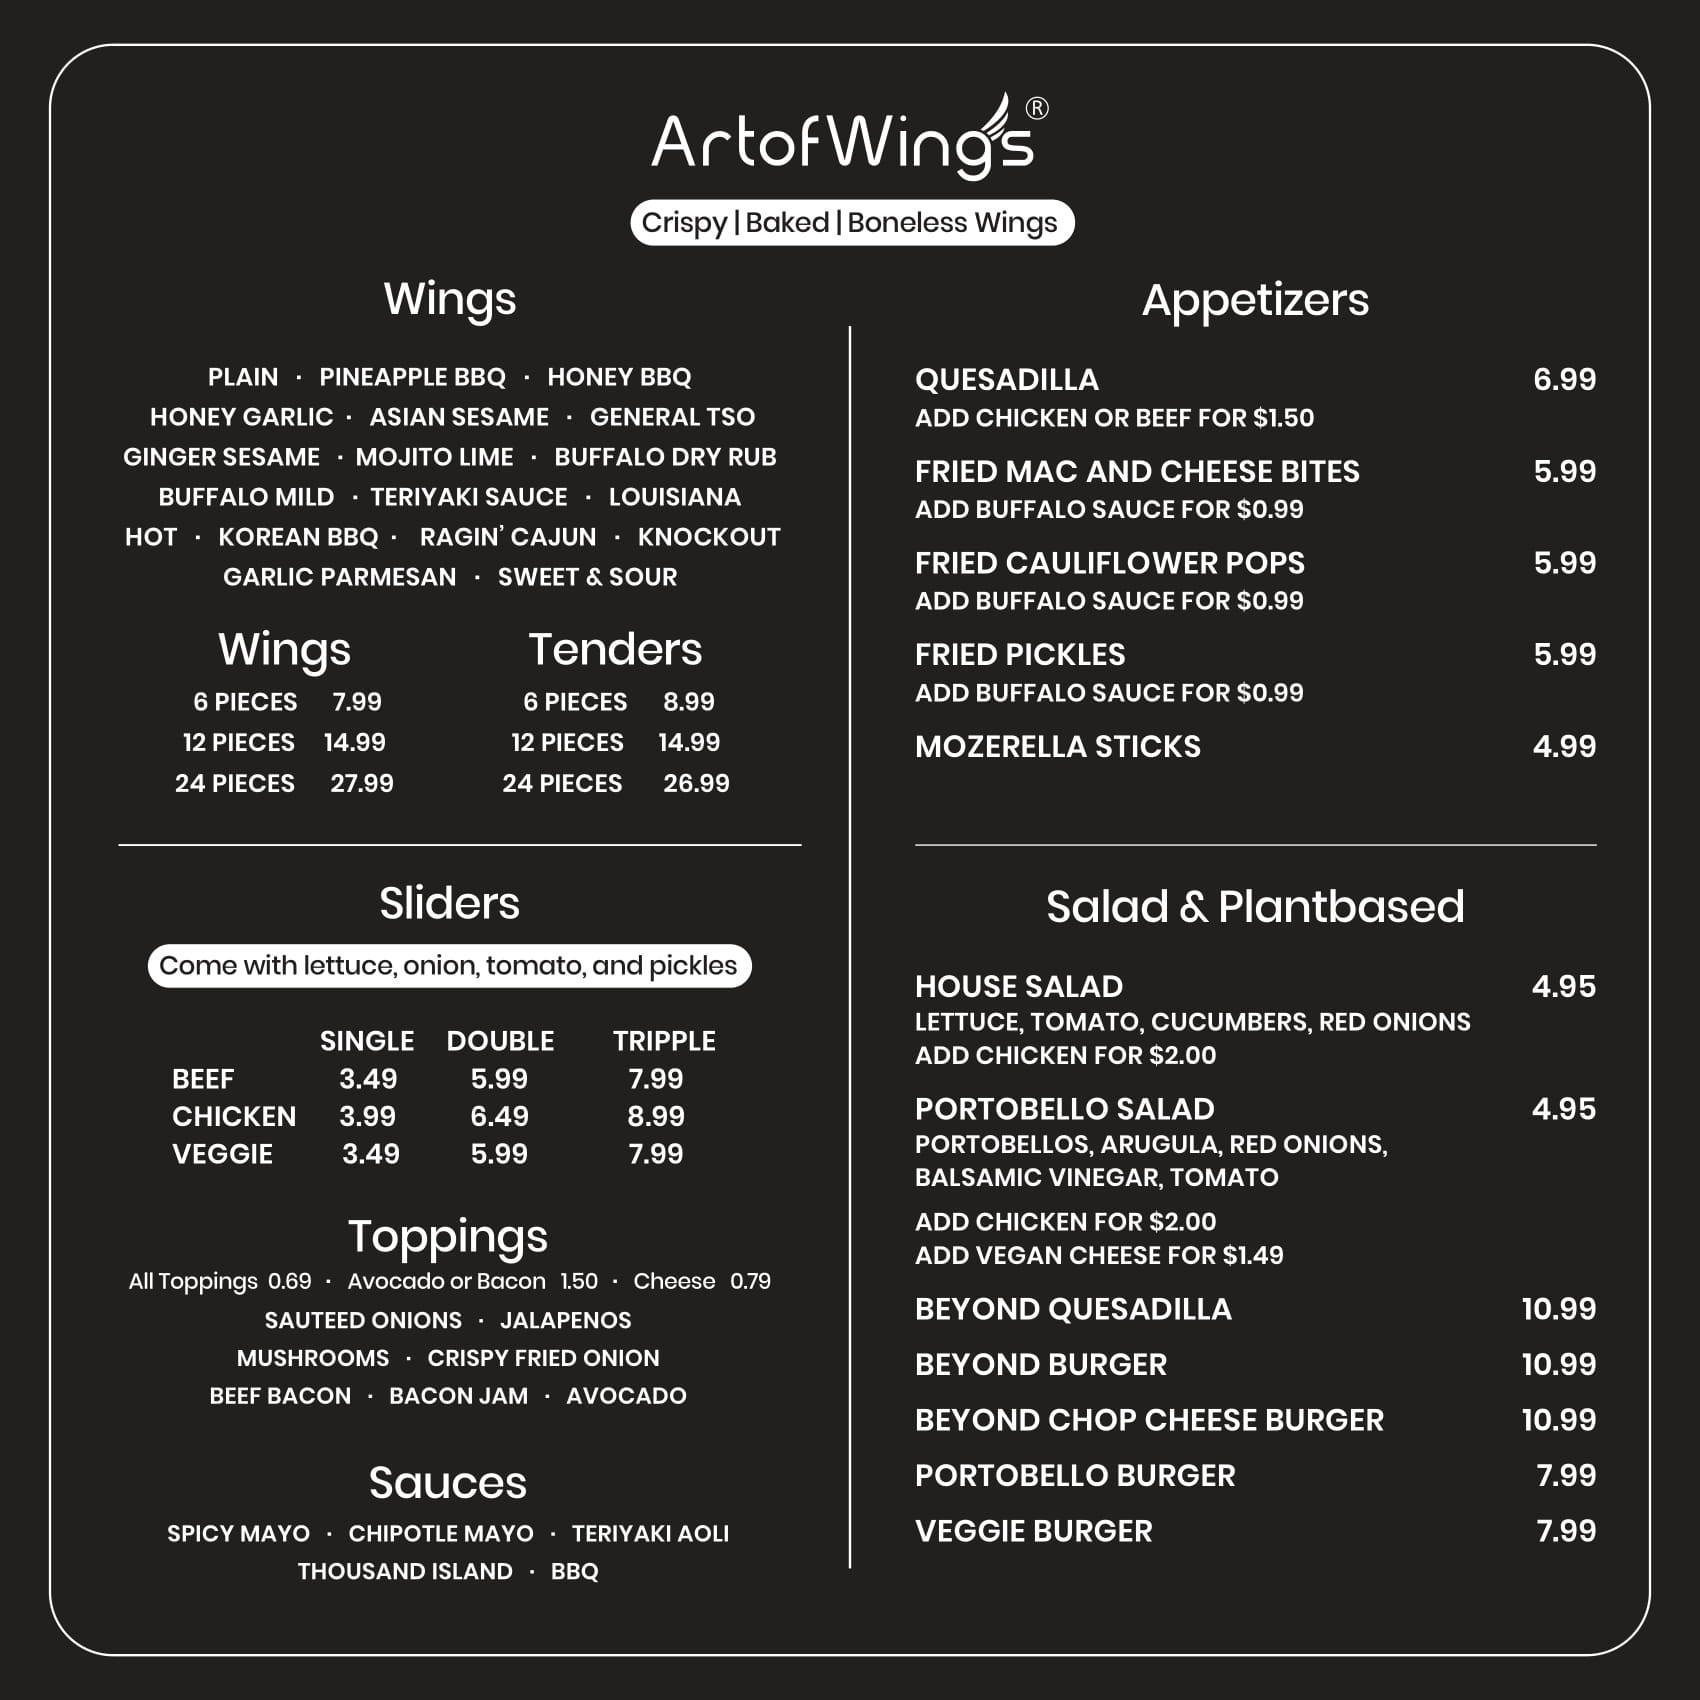 ArtofWings®
Crispy | Baked | Boneless Wings
Wings
PLAIN · PINEAPPLE BBQ · HONEY BBQ
HONEY GARLIC · ASIAN SESAME · GENERAL TSO
GINGER SESAME · MOJITO LIME · BUFFALO DRY RUB
BUFFALO MILD · TERIYAKI SAUCE · LOUISIANA
HOT · KOREAN BBQ · RAGIN’ CAJUN · KNOCKOUT
GARLIC PARMESAN · SWEET & SOUR
Wings
6 PIECES 7.99
12 PIECES 14.99
24 PIECES 27.99
Tenders
6 PIECES 8.99
12 PIECES 14.99
24 PIECES 26.99
Sliders
Come with lettuce, onion, tomato, and pickles
SINGLE DOUBLE TRIPPLE
BEEF 3.49 5.99 7.99
CHICKEN 3.99 6.49 8.99
VEGGIE 3.49 5.99 7.99
Toppings
All Toppings 0.69 · Avocado or Bacon 1.50 · Cheese 0.79
SAUTEED ONIONS · JALAPENOS
MUSHROOMS · CRISPY FRIED ONION
BEEF BACON · BACON JAM · AVOCADO
Sauces
SPICY MAYO · CHIPOTLE MAYO · TERIYAKI AOLI
THOUSAND ISLAND · BBQ
Appetizers
QUESADILLA 6.99
ADD CHICKEN OR BEEF FOR $1.50
FRIED MAC AND CHEESE BITES 5.99
ADD BUFFALO SAUCE FOR $0.99
FRIED CAULIFLOWER POPS 5.99
ADD BUFFALO SAUCE FOR $0.99
FRIED PICKLES 5.99
ADD BUFFALO SAUCE FOR $0.99
MOZERELLA STICKS 4.99
Salad & Plantbased
HOUSE SALAD 4.95
LETTUCE, TOMATO, CUCUMBERS, RED ONIONS
ADD CHICKEN FOR $2.00
PORTOBELLO SALAD 4.95
PORTOBELLOS, ARUGULA, RED ONIONS,
BALSAMIC VINEGAR, TOMATO
ADD CHICKEN FOR $2.00
ADD VEGAN CHEESE FOR $1.49
BEYOND QUESADILLA 10.99
BEYOND BURGER 10.99
BEYOND CHOP CHEESE BURGER 10.99
PORTOBELLO BURGER 7.99
VEGGIE BURGER 7.99